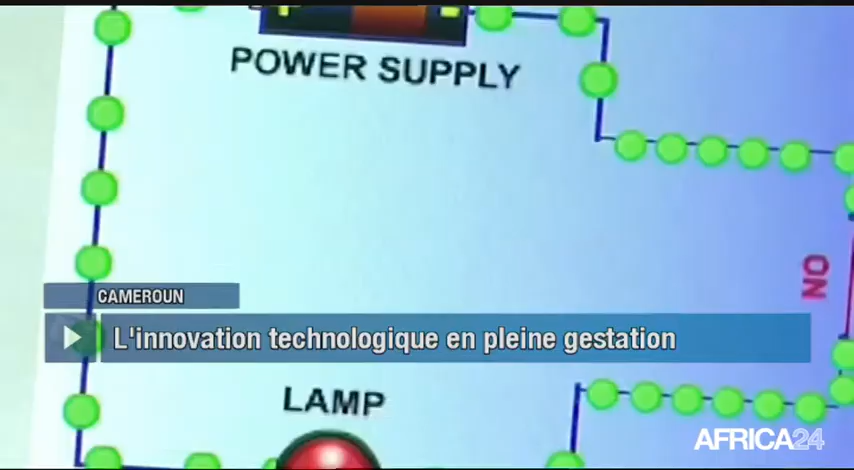 POWER SUPPLY
ON
CAMEROUN
L'innovation technologique en pleine gestation
LAMP
AFRICA24